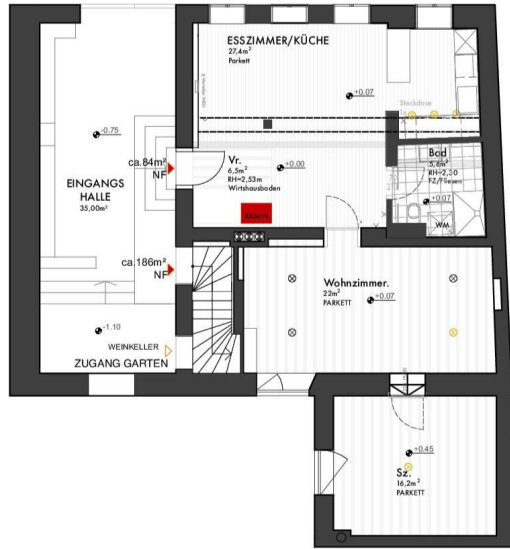 ESSZIMMER/KÜCHE
27,4m²
Parkett
+0.07
Steckdose
-0.75
ca.84m²
NF
Vr.
6,5m²
RH=2,53m
Wirtshausboden
+0.00
Bad
5,6m²
RH=2,30
FZ/Fliesen
+0.07
WM
EINGANGS
HALLE
35,00m²
KAMIN
ca.186m²
NF
Wohnzimmer.
22m²
PARKETT
+0.07
-1.10
WEINKELLER
ZUGANG GARTEN
+0.45
Sz.
16,2m²
PARKETT